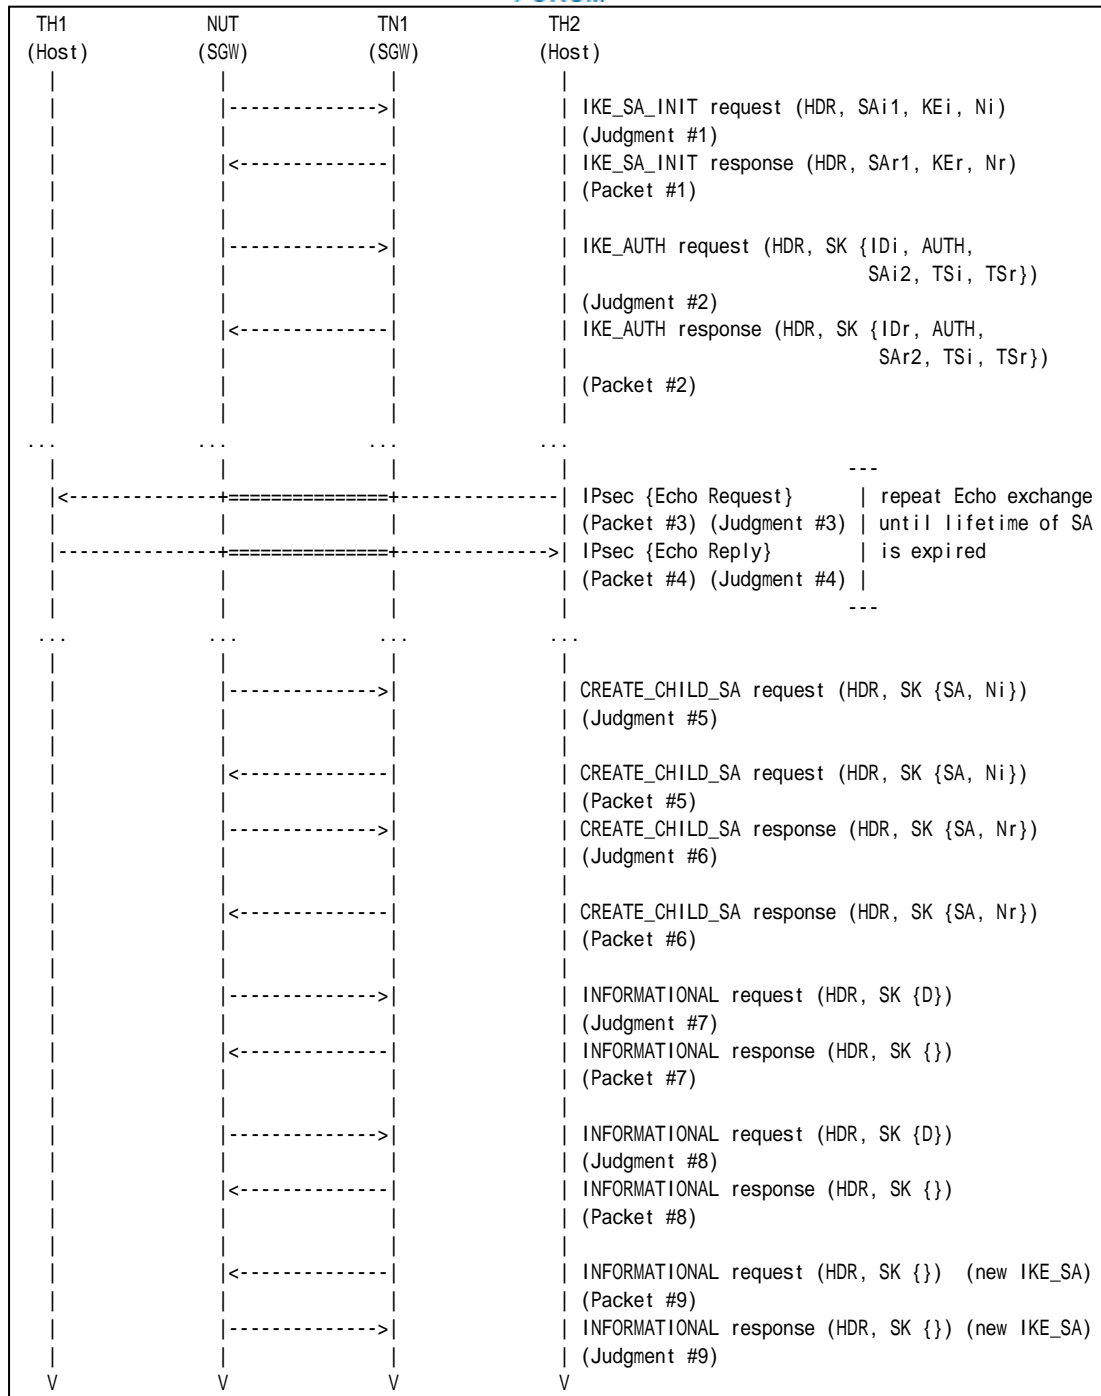 TH1 NUT TN1 TH2
(Host) (SGW) (SGW) (Host)
| | | |
| |-------------->| | IKE_SA_INIT request (HDR, SAi1, KEi, Ni)
| | | | (Judgment #1)
| |<--------------| | IKE_SA_INIT response (HDR, SAr1, KEr, Nr)
| | | | (Packet #1)
| | | |
| |-------------->| | IKE_AUTH request (HDR, SK {IDi, AUTH,
| | | | SAi2, TSi, TSr})
| | | | (Judgment #2)
| |<--------------| | IKE_AUTH response (HDR, SK {IDr, AUTH,
| | | | SAr2, TSi, TSr})
| | | | (Packet #2)
| | | |
... ... ... ...
| | | | ---
|<--------------+===============+---------------| IPsec {Echo Request} | repeat Echo exchange
| | | | (Packet #3) (Judgment #3) | until lifetime of SA
|---------------+===============+-------------->| IPsec {Echo Reply} | is expired
| | | | (Packet #4) (Judgment #4) |
| | | | ---
... ... ... ...
| | | |
| |-------------->| | CREATE_CHILD_SA request (HDR, SK {SA, Ni})
| | | | (Judgment #5)
| | | |
| |<--------------| | CREATE_CHILD_SA request (HDR, SK {SA, Ni})
| | | | (Packet #5)
| |-------------->| | CREATE_CHILD_SA response (HDR, SK {SA, Nr})
| | | | (Judgment #6)
| | | |
| |<--------------| | CREATE_CHILD_SA response (HDR, SK {SA, Nr})
| | | | (Packet #6)
| | | |
| |-------------->| | INFORMATIONAL request (HDR, SK {D})
| | | | (Judgment #7)
| |<--------------| | INFORMATIONAL response (HDR, SK {})
| | | | (Packet #7)
| | | |
| |-------------->| | INFORMATIONAL request (HDR, SK {D})
| | | | (Judgment #8)
| |<--------------| | INFORMATIONAL response (HDR, SK {})
| | | | (Packet #8)
| | | |
| |<--------------| | INFORMATIONAL request (HDR, SK {}) (new IKE_SA)
| | | | (Packet #9)
| |-------------->| | INFORMATIONAL response (HDR, SK {}) (new IKE_SA)
| | | | (Judgment #9)
V V V V